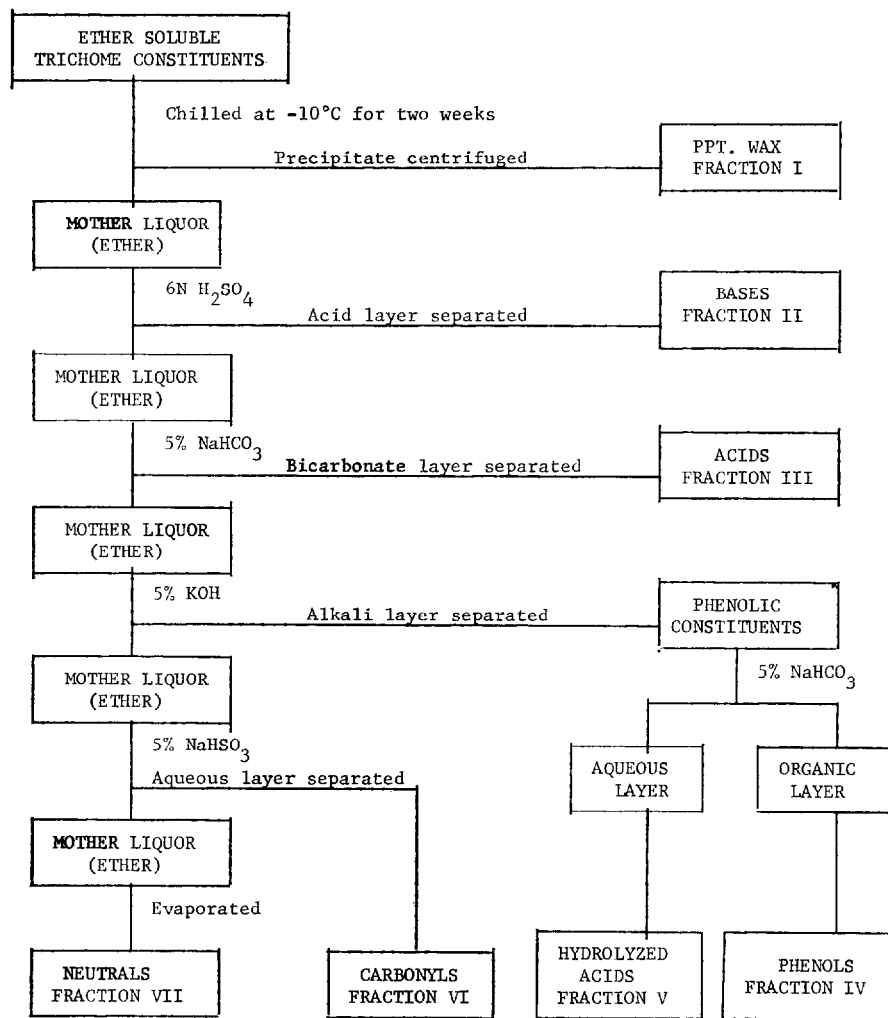 ETHER SOLUBLE
TRICHOME CONSTITUENTS
Chilled at -10°C for two weeks
Precipitate centrifuged
PPT. WAX
FRACTION I
MOTHER LIQUOR
(ETHER)
6N H2SO4
Acid layer separated
BASES
FRACTION II
MOTHER LIQUOR
(ETHER)
5% NaHCO3
Bicarbonate layer separated
ACIDS
FRACTION III
MOTHER LIQUOR
(ETHER)
5% KOH
Alkali layer separated
PHENOLIC
CONSTITUENTS
5% NaHCO3
MOTHER LIQUOR
(ETHER)
5% NaHSO3
Aqueous layer separated
AQUEOUS
LAYER
ORGANIC
LAYER
MOTHER LIQUOR
(ETHER)
Evaporated
NEUTRALS
FRACTION VII
CARBONYLS
FRACTION VI
HYDROLYZED
ACIDS
FRACTION V
PHENOLS
FRACTION IV